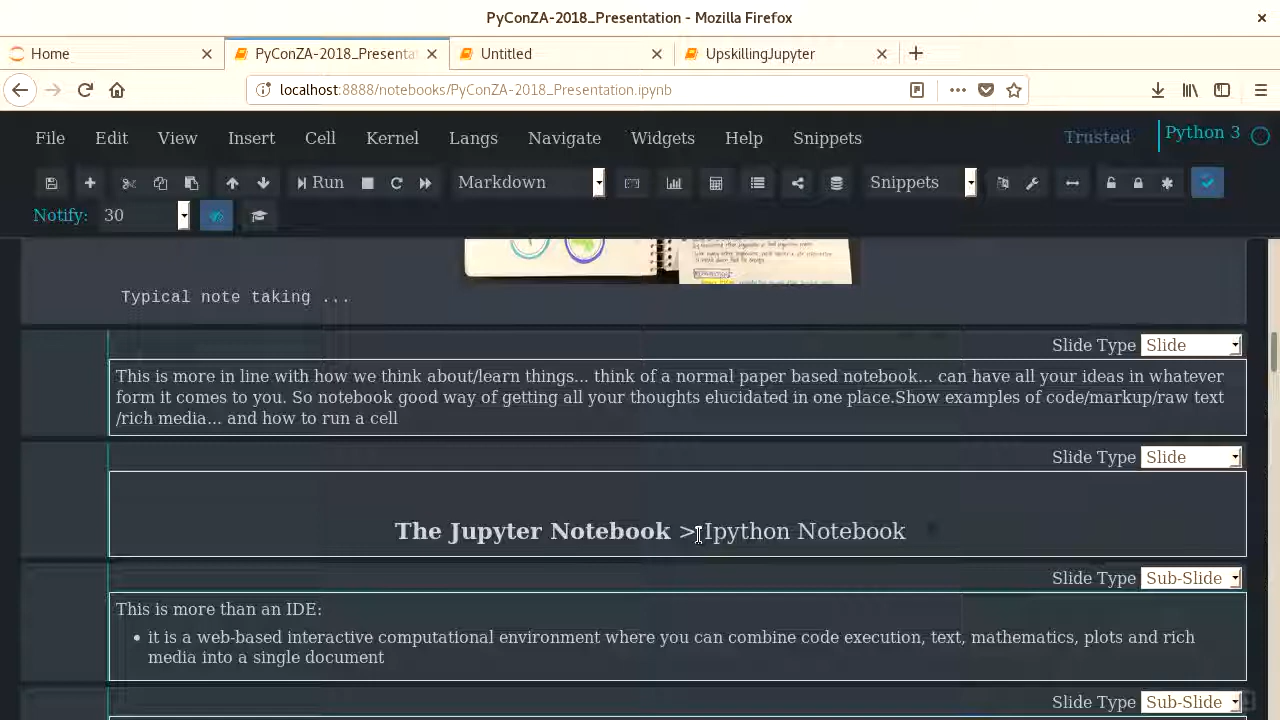 PyConZA-2018_Presentation - Mozilla Firefox
Home
PyConZA-2018_Presentat
Untitled
UpskillingJupyter
localhost:8888/notebooks/PyConZA-2018_Presentation.ipynb
File Edit View Insert Cell Kernel Langs Navigate Widgets Help Snippets Trusted Python 3
Run Markdown Snippets
Notify: 30
Typical note taking ...
Slide Type Slide
This is more in line with how we think about/learn things... think of a normal paper based notebook... can have all your ideas in whatever
form it comes to you. So notebook good way of getting all your thoughts elucidated in one place.Show examples of code/markup/raw text
/rich media... and how to run a cell
Slide Type Slide
The Jupyter Notebook > Ipython Notebook
Slide Type Sub-Slide
This is more than an IDE:
• it is a web-based interactive computational environment where you can combine code execution, text, mathematics, plots and rich
media into a single document
Slide Type Sub-Slide